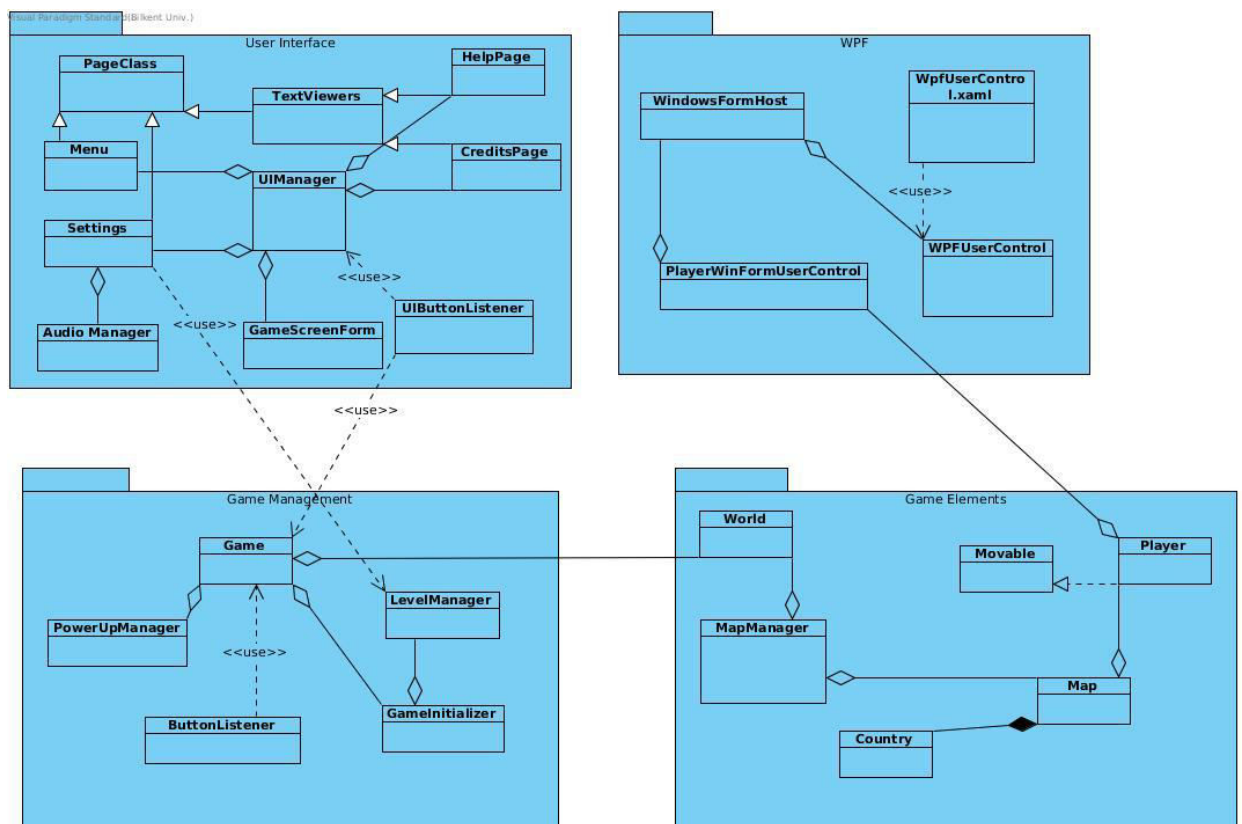 Visual Paradigm Standard(Bilkent Univ.)
User Interface
PageClass
HelpPage
TextViewers
Menu
CreditsPage
UIManager
Settings
<<use>>
UIButtonListener
<<use>>
Audio Manager
GameScreenForm
<<use>>
WPF
WpfUserContro
l.xaml
WindowsFormHost
<<use>>
WPFUserControl
PlayerWinFormUserControl
Game Management
Game
LevelManager
PowerUpManager
<<use>>
ButtonListener
GameInitializer
Game Elements
World
Player
Movable
MapManager
Map
Country